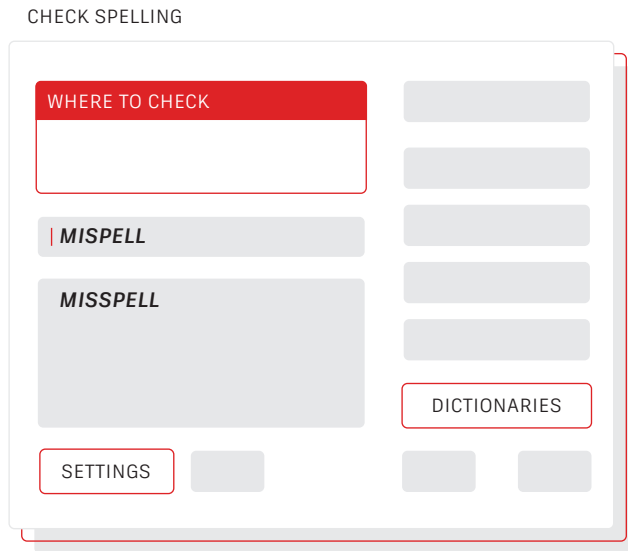 CHECK SPELLING
WHERE TO CHECK
MISPELL
MISSPELL
DICTIONARIES
SETTINGS